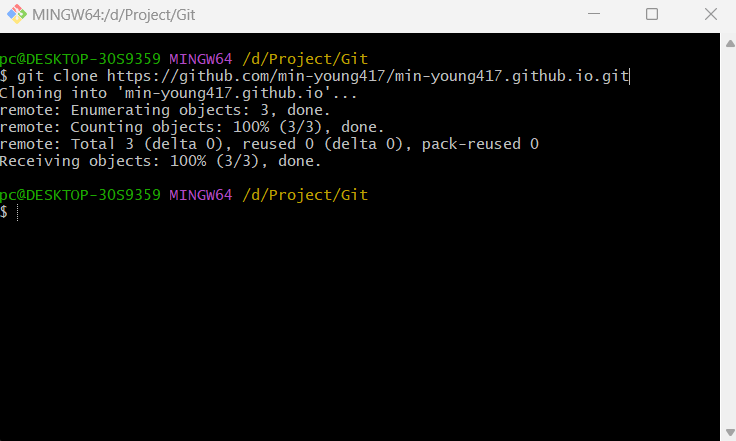 MINGW64:/d/Project/Git
pc@DESKTOP-3OS9359 MINGW64 /d/Project/Git
$ git clone https://github.com/min-young417/min-young417.github.io.git
Cloning into 'min-young417.github.io'...
remote: Enumerating objects: 3, done.
remote: Counting objects: 100% (3/3), done.
remote: Total 3 (delta 0), reused 0 (delta 0), pack-reused 0
Receiving objects: 100% (3/3), done.
pc@DESKTOP-3OS9359 MINGW64 /d/Project/Git
$